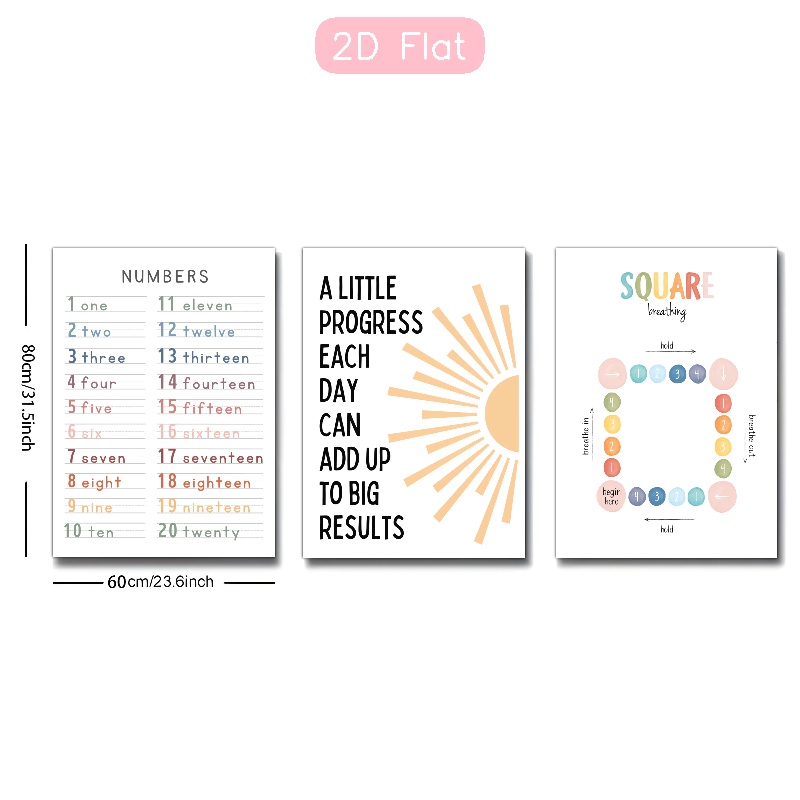 2D Flat
80cm/31.5inch
60cm/23.6inch
NUMBERS
1 one
2 two
3 three
4 four
5 five
6 six
7 seven
8 eight
9 nine
10 ten
11 eleven
12 twelve
13 thirteen
14 fourteen
15 fifteen
16 sixteen
17 seventeen
18 eighteen
19 nineteen
20 twenty
A LITTLE
PROGRESS
EACH
DAY
CAN
ADD UP
TO BIG
RESULTS
SQUARE
breathing
hold
1 2 3 4
breathe in
4
3
2
1
breathe out
1
2
3
4
begin
here
4 3 2 1
hold